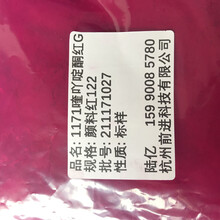 品名: 1171喹吖啶酮红G
规格: 颜料红122
批号: 211171027
性质: 标样
陆亿 159 9008 5780
杭州前进科技有限公司